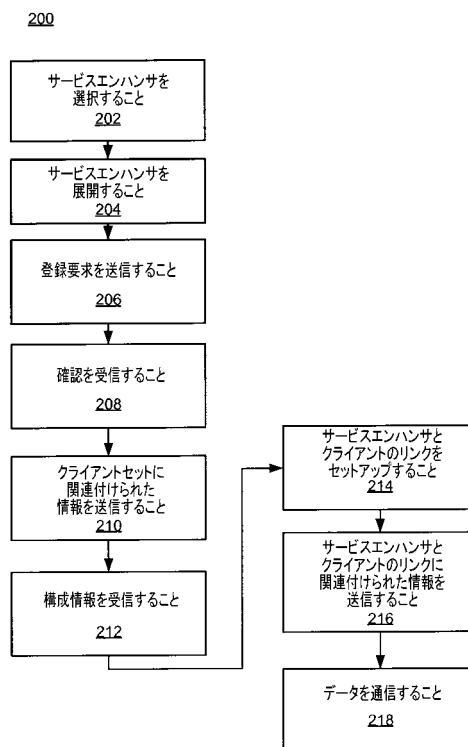 200
サービスエンハンサを
選択すること
202
サービスエンハンサを
展開すること
204
登録要求を送信すること
206
確認を受信すること
208
クライアントセットに
関連付けられた
情報を送信すること
210
構成情報を受信すること
212
サービスエンハンサと
クライアントのリンクを
セットアップすること
214
サービスエンハンサと
クライアントのリンクに
関連付けられた情報を
送信すること
216
データを通信すること
218